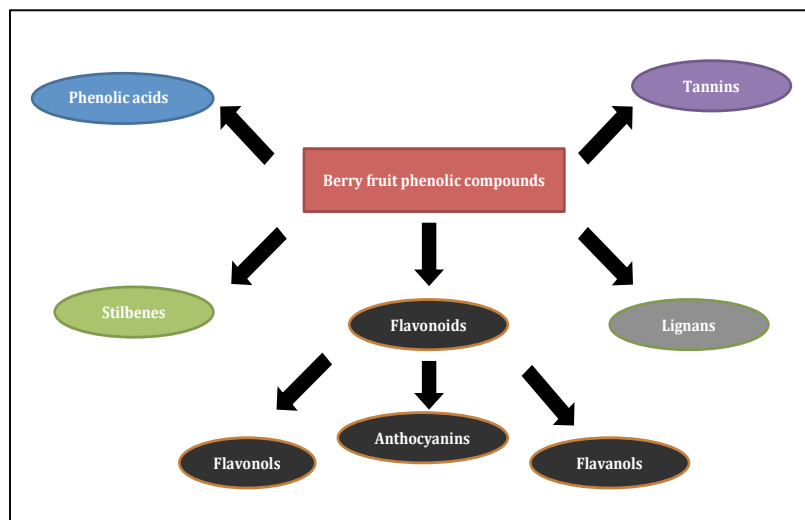 Phenolic acids
Tannins
Berry fruit phenolic compounds
Stilbenes
Flavonoids
Lignans
Flavonols
Anthocyanins
Flavanols